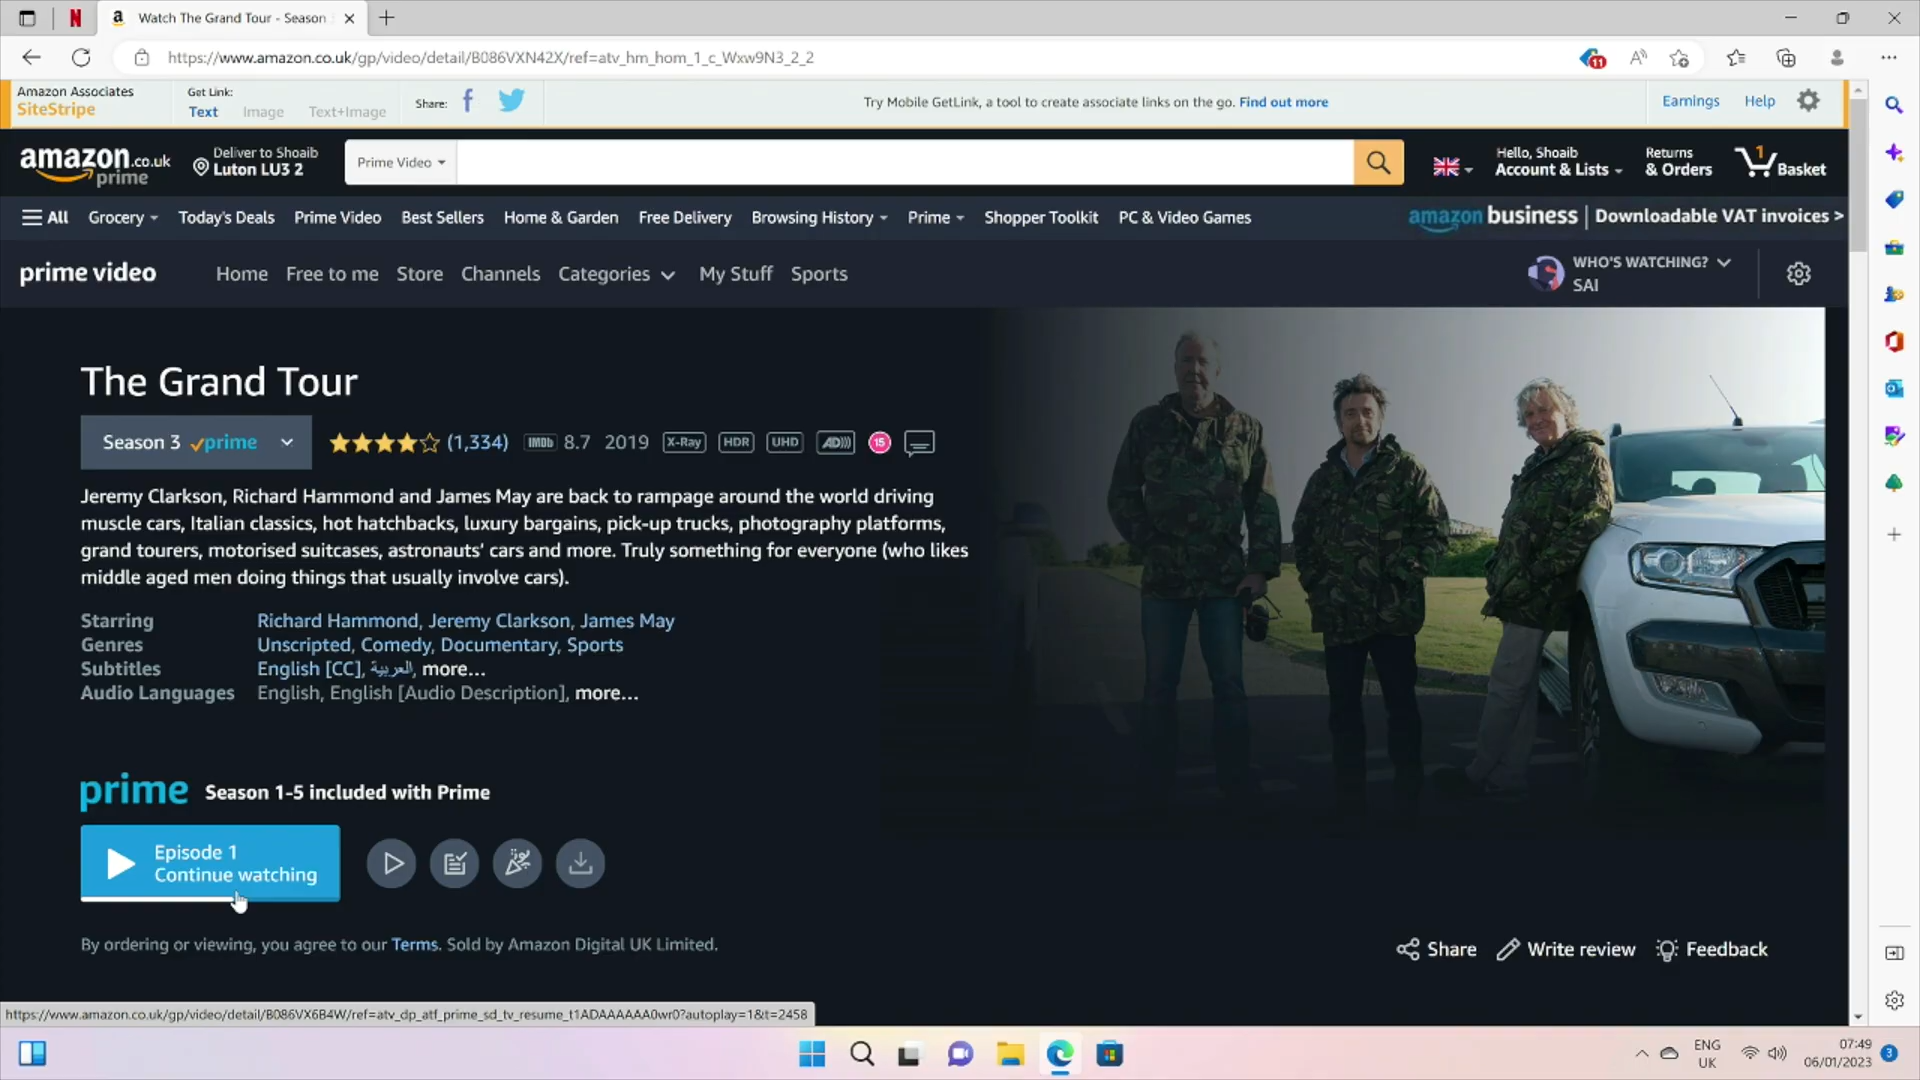 Watch The Grand Tour - Season
https://www.amazon.co.uk/gp/video/detail/B086VXN42X/ref=atv_hm_hom_1_c_Wxw9N3_2_2
11
Amazon Associates
SiteStripe
Get Link:
Text Image Text+Image
Share:
Try Mobile GetLink, a tool to create associate links on the go. Find out more
Earnings Help
amazon.co.uk
prime
Deliver to Shoaib
Luton LU3 2
Prime Video
Hello, Shoaib
Account & Lists
Returns
& Orders
1
Basket
All Grocery Today's Deals Prime Video Best Sellers Home & Garden Free Delivery Browsing History Prime Shopper Toolkit PC & Video Games
amazon business | Downloadable VAT invoices >
prime video
Home Free to me Store Channels Categories My Stuff Sports
WHO'S WATCHING?
SAI
The Grand Tour
Season 3 prime
(1,334) IMDb 8.7 2019 X-Ray HDR UHD AD))) 15
Jeremy Clarkson, Richard Hammond and James May are back to rampage around the world driving
muscle cars, Italian classics, hot hatchbacks, luxury bargains, pick-up trucks, photography platforms,
grand tourers, motorised suitcases, astronauts' cars and more. Truly something for everyone (who likes
middle aged men doing things that usually involve cars).
Starring Richard Hammond, Jeremy Clarkson, James May
Genres Unscripted, Comedy, Documentary, Sports
Subtitles English [CC], العربية, more...
Audio Languages English, English [Audio Description], more...
prime Season 1-5 included with Prime
Episode 1
Continue watching
By ordering or viewing, you agree to our Terms. Sold by Amazon Digital UK Limited.
Share Write review Feedback
https://www.amazon.co.uk/gp/video/detail/B086VX6B4W/ref=atv_dp_atf_prime_sd_tv_resume_t1ADAAAAAA0wr0?autoplay=1&t=2458
ENG
UK
07:49
06/01/2023
3